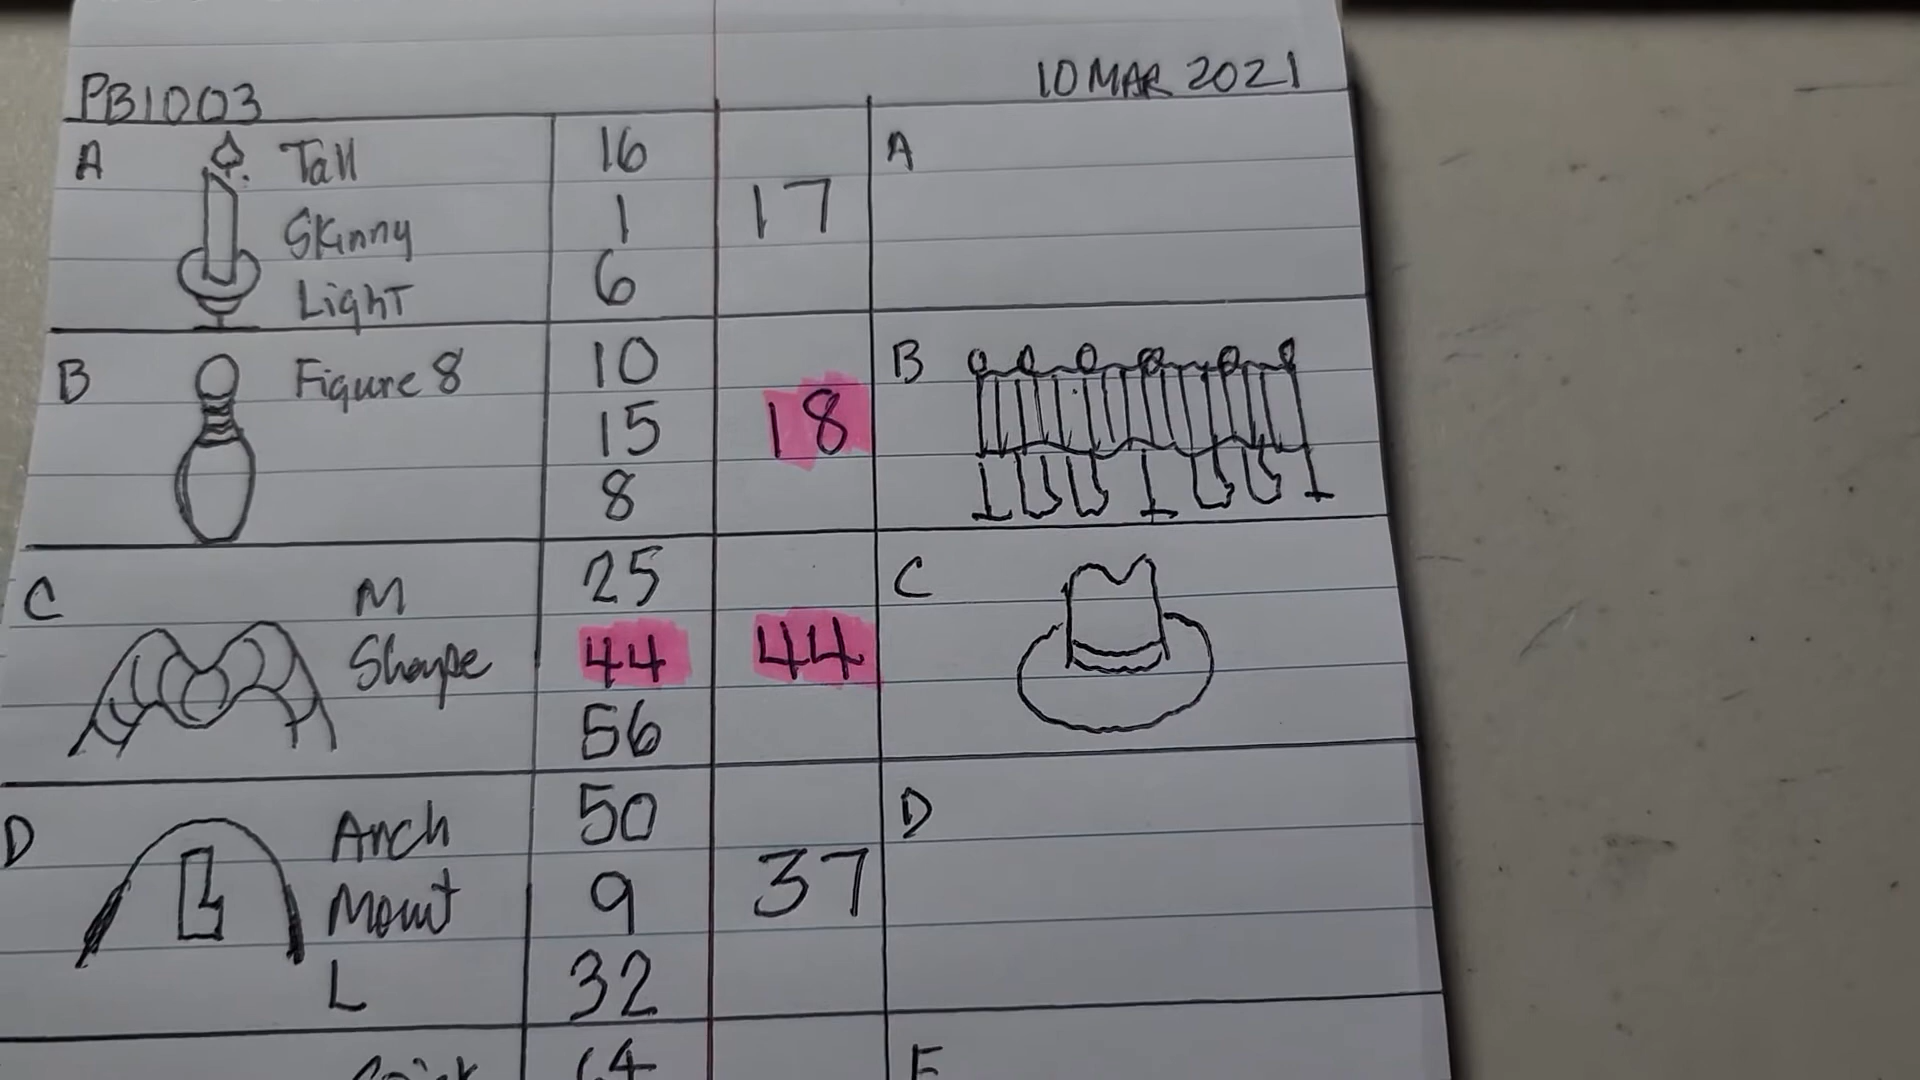 PB1003 10 MAR 2021
A Tall 16 A
Skinny 1 17
Light 6
B Figure 8 10 B
15 18
8
C M 25 C
Shape 44 44
56
D Arch 50 D
9 37
L 32
64 E